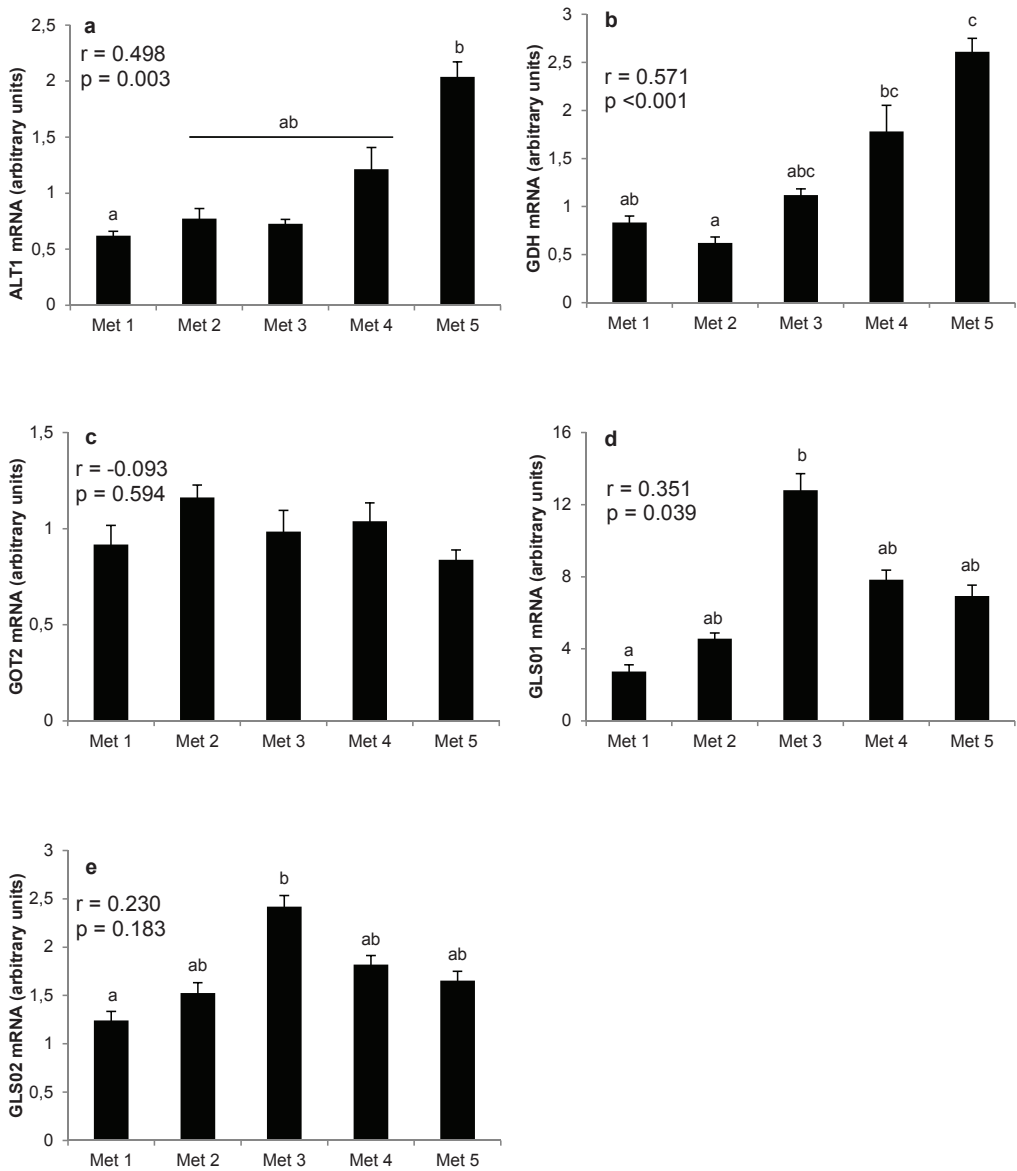 a
r = 0.498
p = 0.003
ALT1 mRNA (arbitrary units)
2,5
2
1,5
1
0,5
0
a
ab
b
Met 1 Met 2 Met 3 Met 4 Met 5
b
r = 0.571
p <0.001
GDH mRNA (arbitrary units)
3
2,5
2
1,5
1
0,5
0
ab
a
abc
bc
c
Met 1 Met 2 Met 3 Met 4 Met 5
c
r = -0.093
p = 0.594
GOT2 mRNA (arbitrary units)
1,5
1
0,5
0
Met 1 Met 2 Met 3 Met 4 Met 5
d
r = 0.351
p = 0.039
GLS01 mRNA (arbitrary units)
16
12
8
4
0
a
ab
b
ab
ab
Met 1 Met 2 Met 3 Met 4 Met 5
e
r = 0.230
p = 0.183
GLS02 mRNA (arbitrary units)
3
2,5
2
1,5
1
0,5
0
a
ab
b
ab
ab
Met 1 Met 2 Met 3 Met 4 Met 5